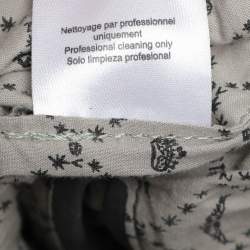 Nettoyage par professionnel
uniquement
Professional cleaning only
Solo limpieza profesional